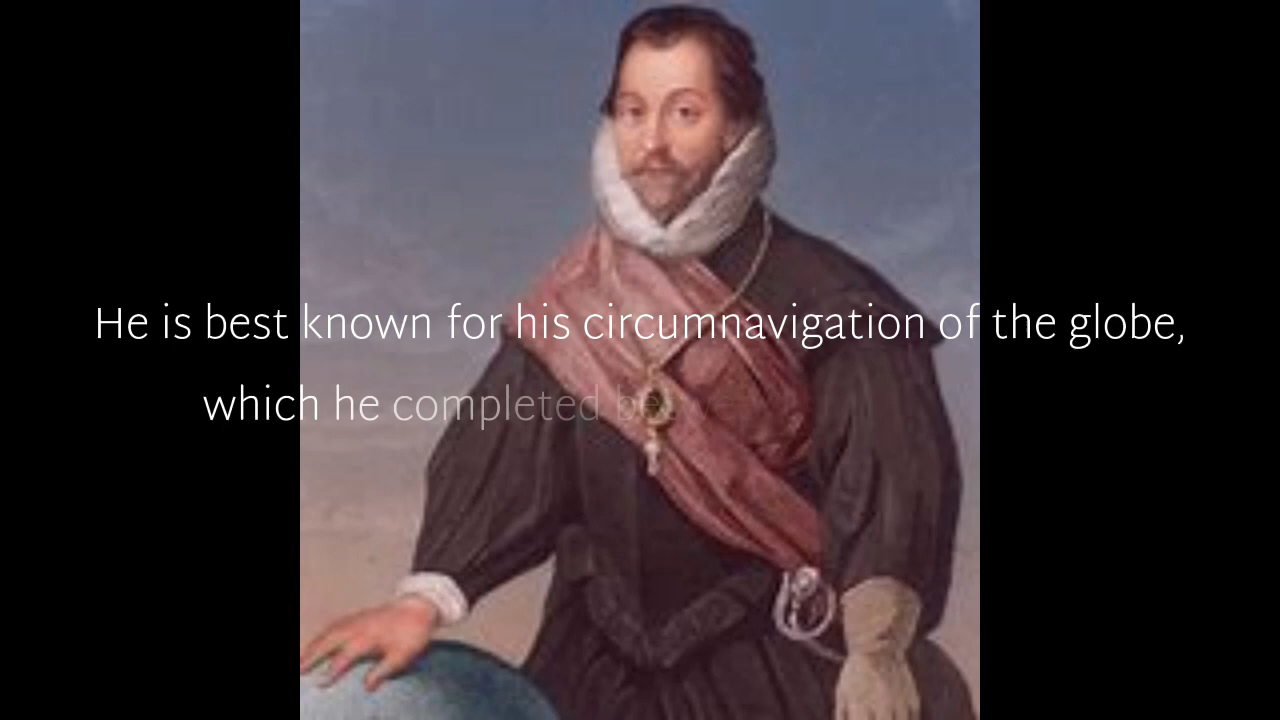 He is best known for his circumnavigation of the globe,
which he completed